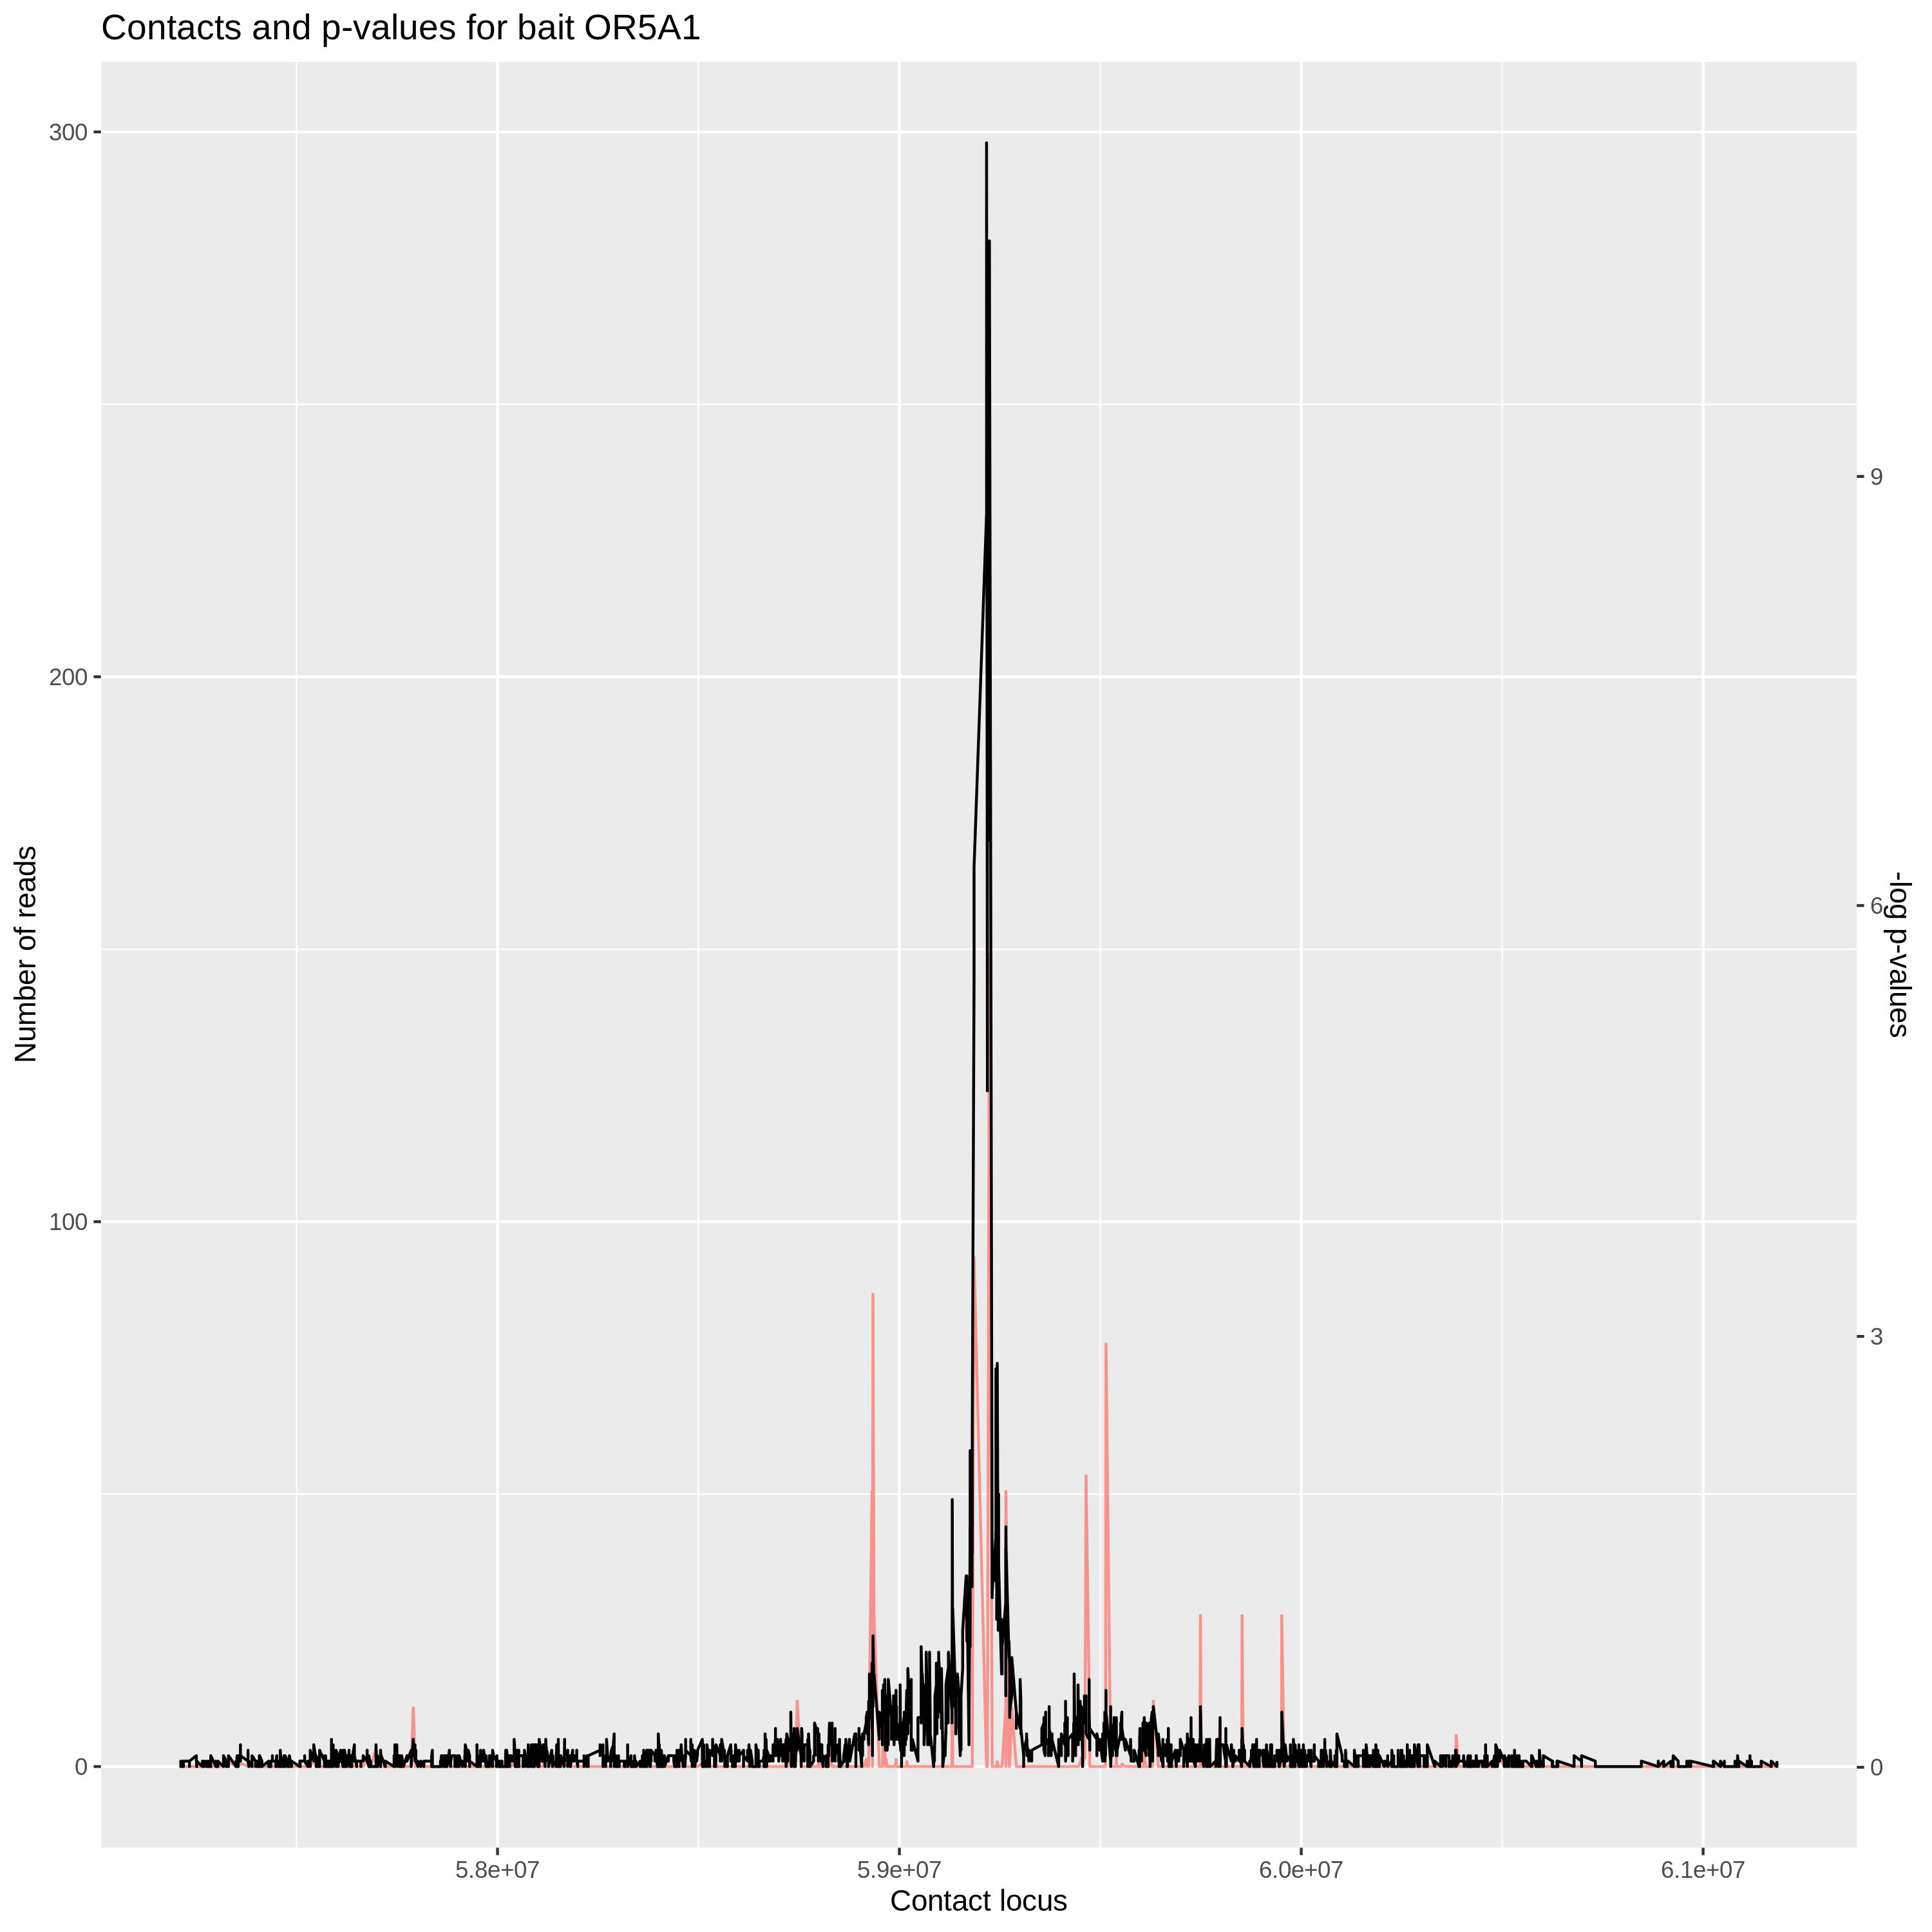 Contacts and p-values for bait OR5A1
300
200
100
0
Number of reads
9
6
3
0
-log p-values
5.8e+07 5.9e+07 6.0e+07 6.1e+07
Contact locus